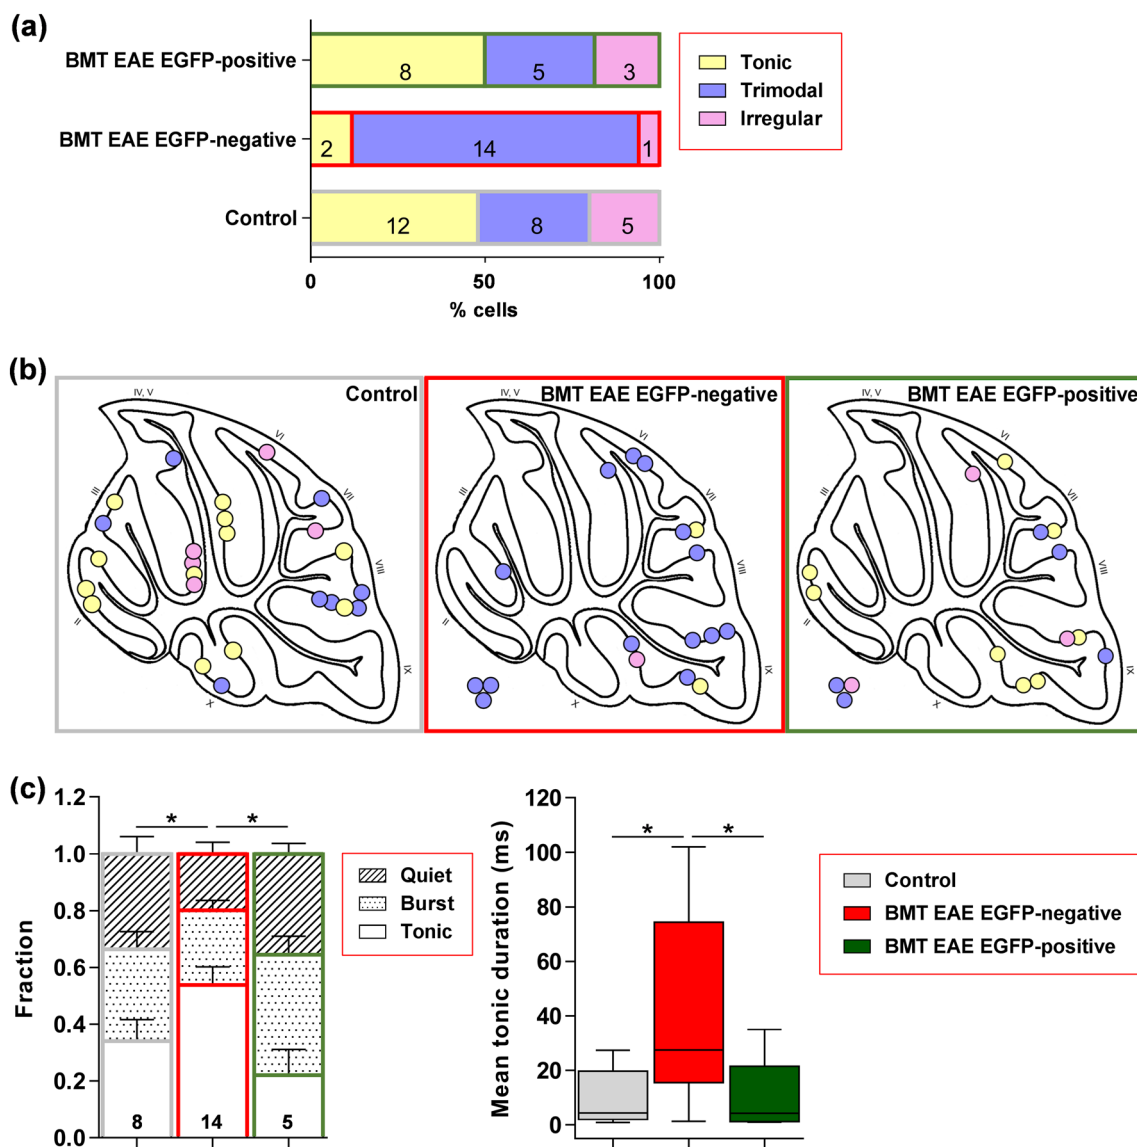 (a)
BMT EAE EGFP-positive
8
5
3
BMT EAE EGFP-negative
2
14
1
Control
12
8
5
0
50
100
% cells
Tonic
Trimodal
Irregular
(b)
Control
II
III
IV, V
VI
VII
VIII
IX
X
BMT EAE EGFP-negative
II
III
IV, V
VI
VII
VIII
IX
X
BMT EAE EGFP-positive
II
III
IV, V
VI
VII
VIII
IX
X
(c)
Fraction
1.2
1.0
0.8
0.6
0.4
0.2
0.0
*
*
8
14
5
Quiet
Burst
Tonic
Mean tonic duration (ms)
120
100
80
60
40
20
0
*
*
Control
BMT EAE EGFP-negative
BMT EAE EGFP-positive